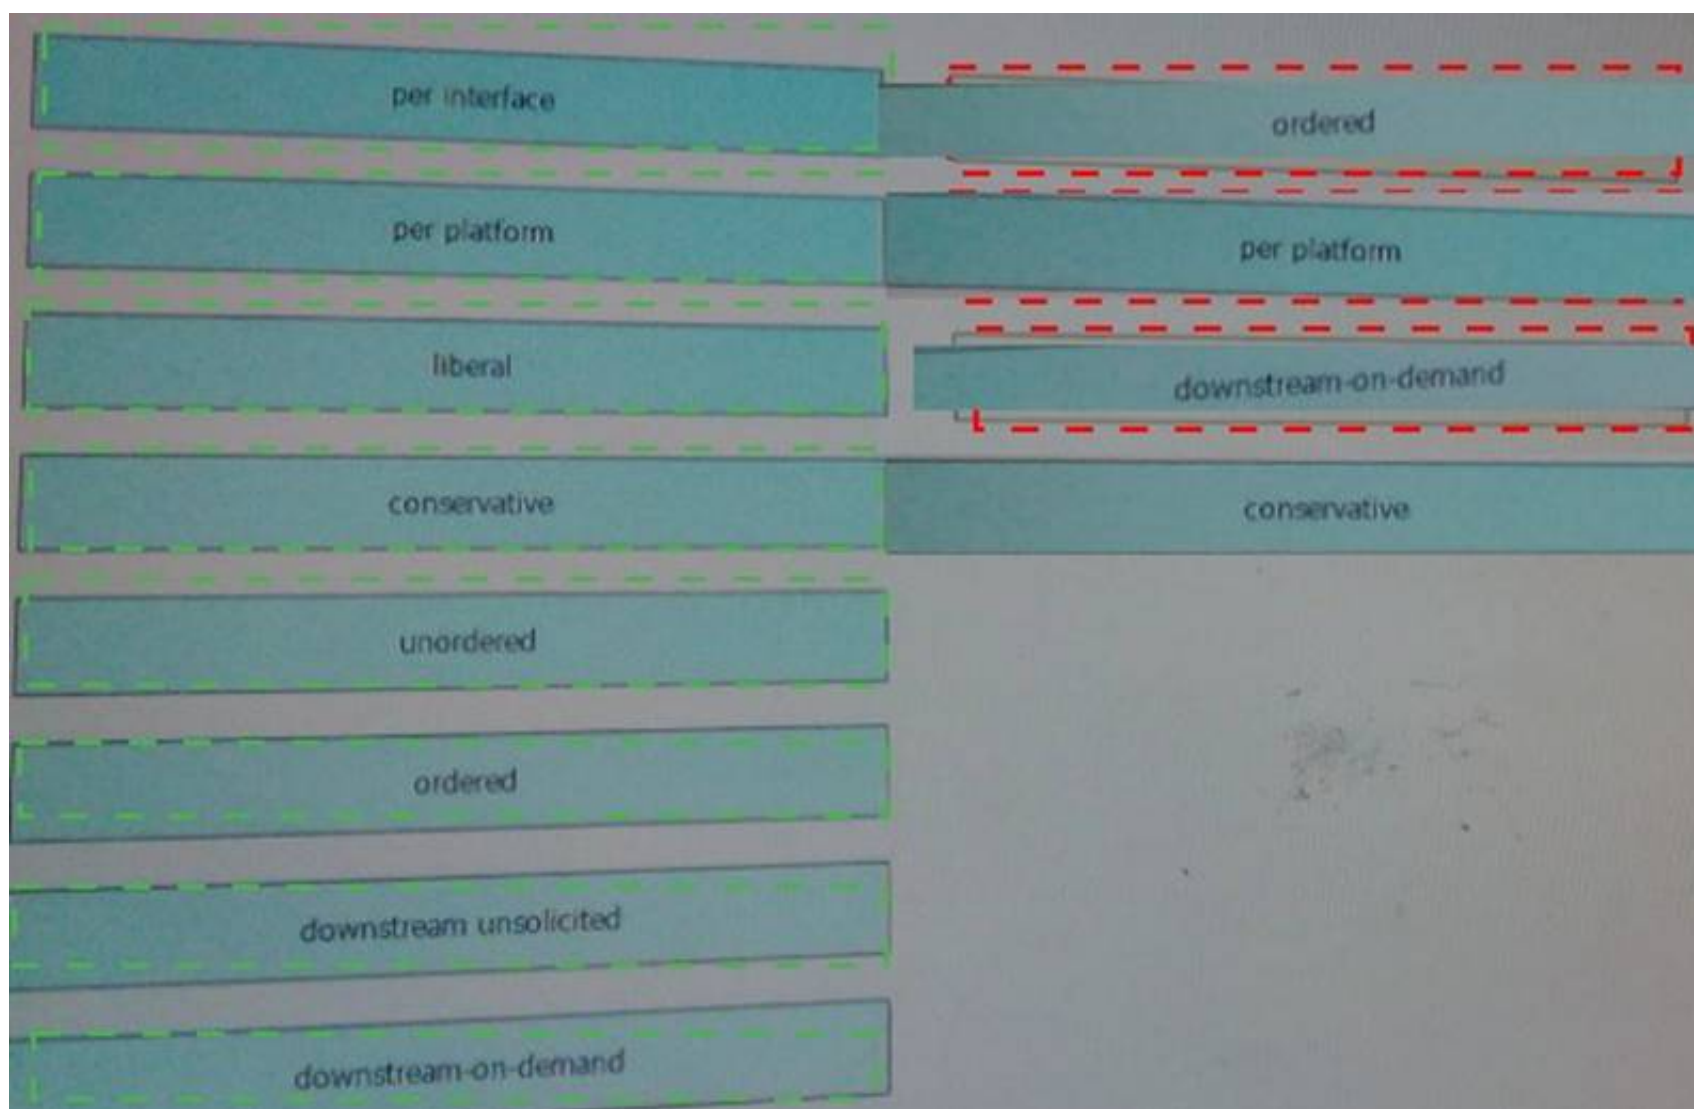 per interface
ordered
per platform
per platform
liberal
downstream-on-demand
conservative
conservative
unordered
ordered
downstream unsolicited
downstream-on-demand